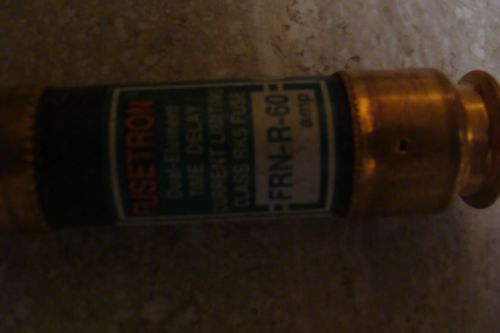 FUSETRON
Dual-Element
TIME DELAY
CURRENT LIMITING
CLASS RK5 FUSE
FRN-R-60
amp